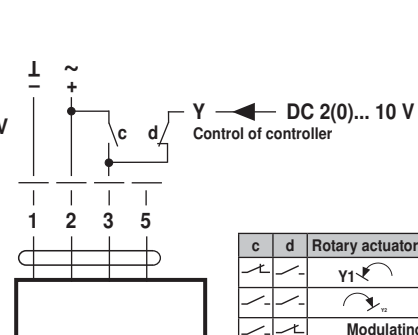 ⊥ ~
– +
V
c d
Y DC 2(0)... 10 V
Control of controller
1 2 3 5
c d Rotary actuator
Y1
Y2
Modulating